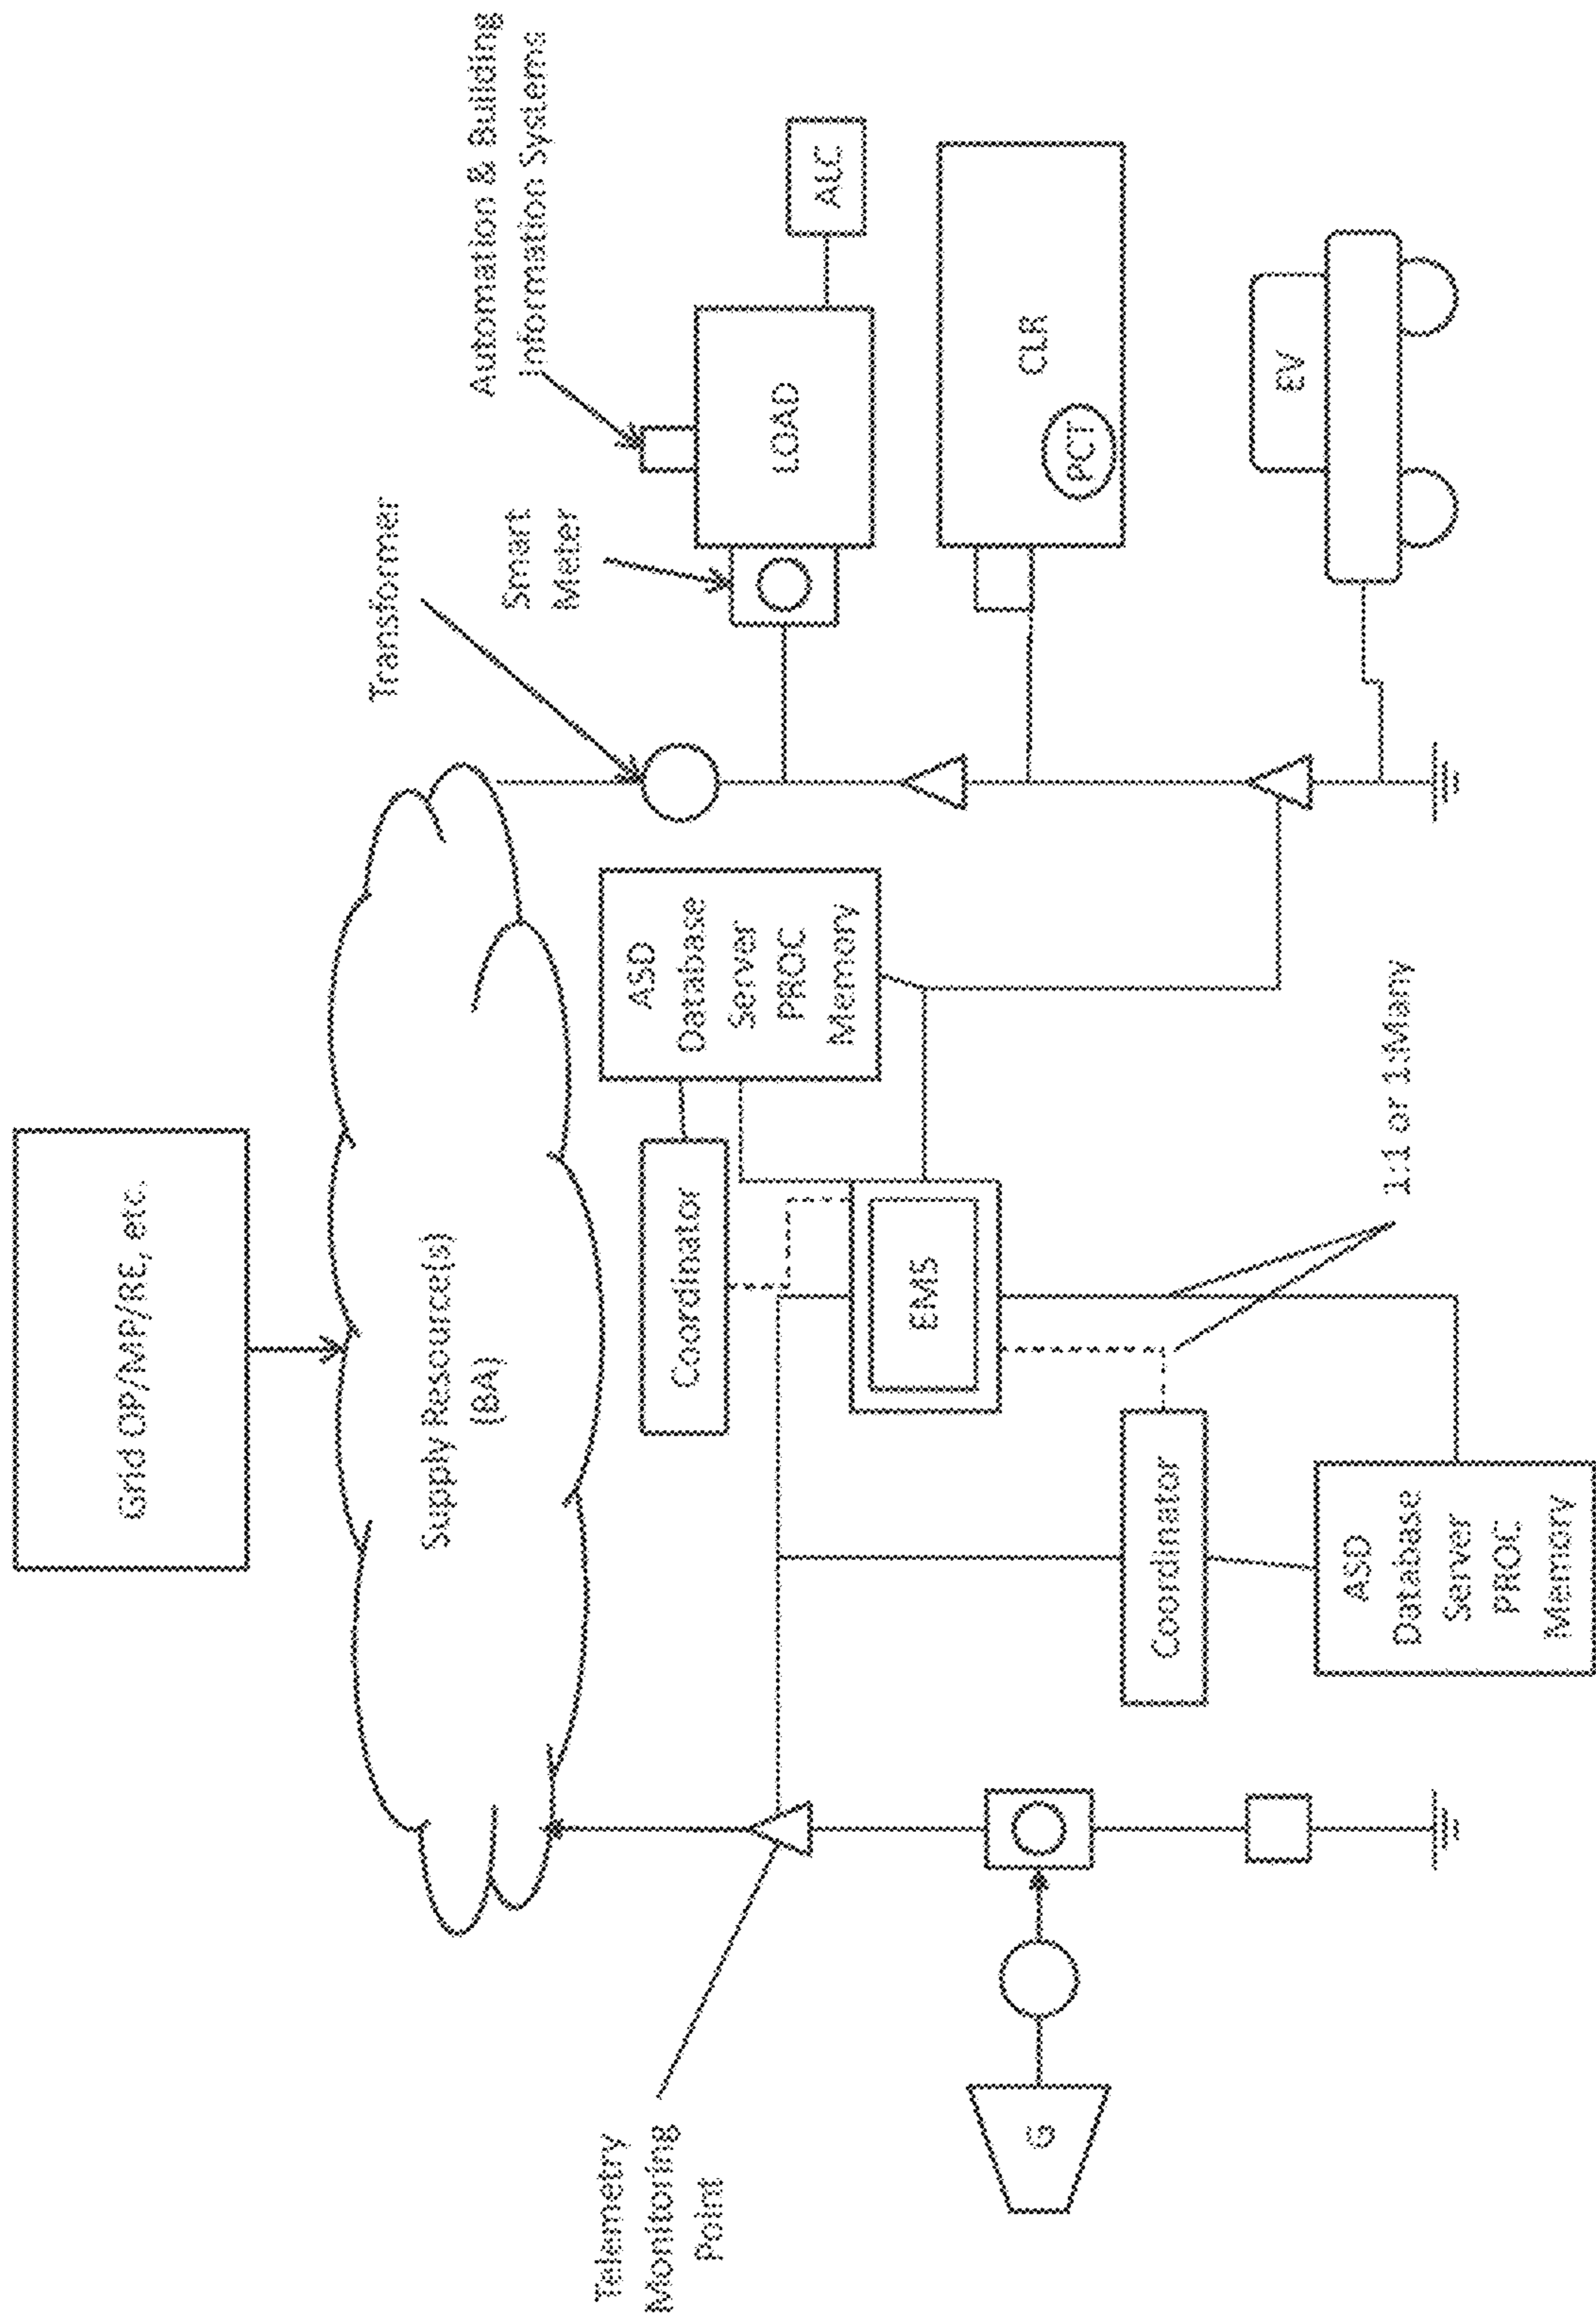 Grid OP/MP/RE, etc.
Supply Resource(s)
(BA)
Transformer
Automation & Building
Information Systems
Smart
Meter
LOAD
ALC
CLR
PCT
EV
ASD
Database
Server
PROC
Memory
Coordinator
EMS
1:1 or 1:Many
Coordinator
ASD
Database
Server
PROC
Memory
Telemetry
Monitoring
Point
G